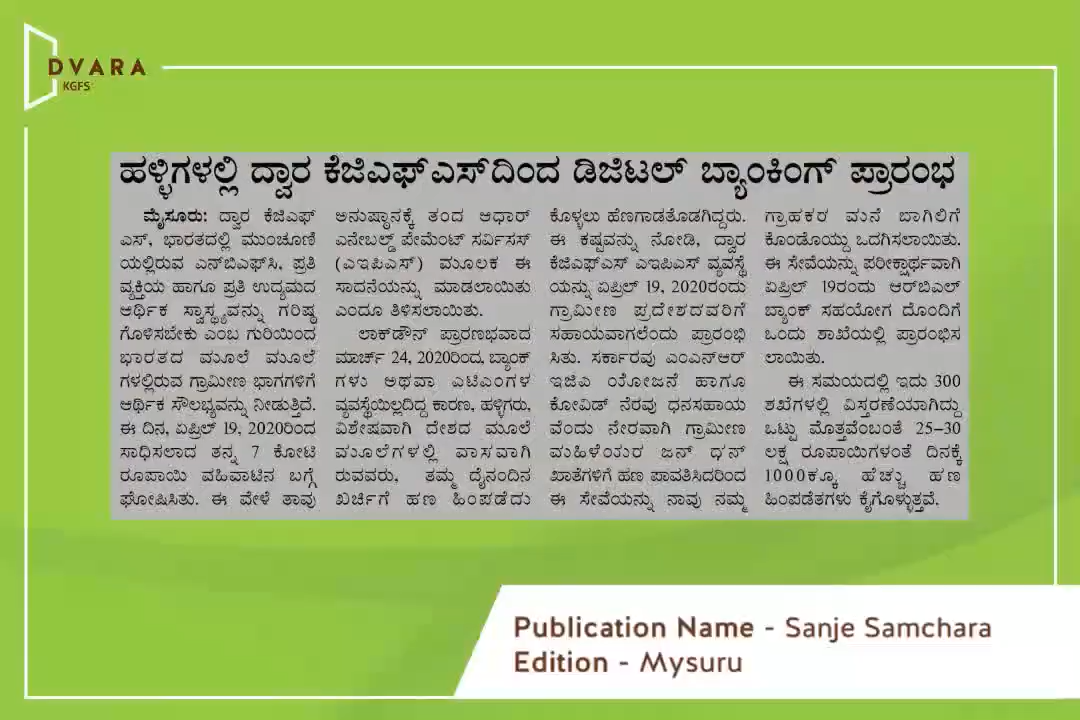 DVARA
KGFS
ಹಳ್ಳಿಗಳಲ್ಲಿ ದ್ವಾರ ಕೆಜಿಎಫ್ಎಸ್‌ದಿಂದ ಡಿಜಿಟಲ್ ಬ್ಯಾಂಕಿಂಗ್ ಪ್ರಾರಂಭ
ಮೈಸೂರು: ದ್ವಾರ ಕೆಜಿಎಫ್
ಎಸ್, ಭಾರತದಲ್ಲಿ ಮುಂಚೂಣಿ
ಯಲ್ಲಿರುವ ಎನ್‌ಬಿಎಫ್‌ಸಿ, ಪ್ರತಿ
ವ್ಯಕ್ತಿಯ ಹಾಗೂ ಪ್ರತಿ ಉದ್ಯಮದ
ಆರ್ಥಿಕ ಸ್ವಾಸ್ಥ್ಯವನ್ನು ಗರಿಷ್ಠ
ಗೊಳಿಸಬೇಕು ಎಂಬ ಗುರಿಯಿಂದ
ಭಾರತದ ಮೂಲೆ ಮೂಲೆ
ಗಳಲ್ಲಿರುವ ಗ್ರಾಮೀಣ ಭಾಗಗಳಿಗೆ
ಆರ್ಥಿಕ ಸೌಲಭ್ಯವನ್ನು ನೀಡುತ್ತಿದೆ.
ಈ ದಿನ, ಏಪ್ರಿಲ್ 19, 2020ರಿಂದ
ಸಾಧಿಸಲಾದ ತನ್ನ 7 ಕೋಟಿ
ರೂಪಾಯಿ ವಹಿವಾಟಿನ ಬಗ್ಗೆ
ಘೋಷಿಸಿತು. ಈ ವೇಳೆ ತಾವು
ಅನುಷ್ಠಾನಕ್ಕೆ ತಂದ ಆಧಾರ್
ಎನೇಬಲ್ಡ್ ಪೇಮೆಂಟ್ ಸರ್ವಿಸಸ್
(ಎಇಪಿಎಸ್) ಮೂಲಕ ಈ
ಸಾದನೆಯನ್ನು ಮಾಡಲಾಯಿತು
ಎಂದೂ ತಿಳಿಸಲಾಯಿತು.
ಲಾಕ್‌ಡೌನ್ ಪ್ರಾರಣಭವಾದ
ಮಾರ್ಚ್ 24, 2020ರಿಂದ, ಬ್ಯಾಂಕ್
ಗಳು ಅಥವಾ ಎಟಿಎಂಗಳ
ವ್ಯವಸ್ಥೆಯಿಲ್ಲದಿದ್ದ ಕಾರಣ, ಹಳ್ಳಿಗರು,
ವಿಶೇಷವಾಗಿ ದೇಶದ ಮೂಲೆ
ಮೂಲೆಗಳಲ್ಲಿ ವಾಸವಾಗಿ
ರುವವರು, ತಮ್ಮ ದೈನಂದಿನ
ಖರ್ಚಿಗೆ ಹಣ ಹಿಂಪಡೆದು
ಕೊಳ್ಳಲು ಹೆಣಗಾಡತೊಡಗಿದ್ದರು.
ಈ ಕಷ್ಟವನ್ನು ನೋಡಿ, ದ್ವಾರ
ಕೆಜಿಎಫ್ಎಸ್ ಎಇಪಿಎಸ್ ವ್ಯವಸ್ಥೆ
ಯನ್ನು ಏಪ್ರಿಲ್ 19, 2020ರಂದು
ಗ್ರಾಮೀಣ ಪ್ರದೇಶದವರಿಗೆ
ಸಹಾಯವಾಗಲೆಂದು ಪ್ರಾರಂಭಿ
ಸಿತು. ಸರ್ಕಾರವು ಎಂಎನ್ಆರ್
ಇಜಿಎ ಯೋಜನೆ ಹಾಗೂ
ಕೋವಿಡ್ ನೆರವು ಧನಸಹಾಯ
ವೆಂದು ನೇರವಾಗಿ ಗ್ರಾಮೀಣ
ಮಹಿಳೆಯರ ಜನ್ ಧನ್
ಖಾತೆಗಳಿಗೆ ಹಣ ಪಾವತಿಸಿದರಿಂದ
ಈ ಸೇವೆಯನ್ನು ನಾವು ನಮ್ಮ
ಗ್ರಾಹಕರ ಮನೆ ಬಾಗಿಲಿಗೆ
ಕೊಂಡೊಯ್ದು ಒದಗಿಸಲಾಯಿತು.
ಈ ಸೇವೆಯನ್ನು ಪರೀಕ್ಷಾರ್ಥವಾಗಿ
ಏಪ್ರಿಲ್ 19ರಂದು ಆರ್‌ಬಿಎಲ್
ಬ್ಯಾಂಕ್ ಸಹಯೋಗ ದೊಂದಿಗೆ
ಒಂದು ಶಾಖೆಯಲ್ಲಿ ಪ್ರಾರಂಭಿಸ
ಲಾಯಿತು.
ಈ ಸಮಯದಲ್ಲಿ ಇದು 300
ಶಖೆಗಳಲ್ಲಿ ವಿಸ್ತರಣೆಯಾಗಿದ್ದು
ಒಟ್ಟು ಮೊತ್ತವೆಂಬಂತೆ 25–30
ಲಕ್ಷ ರೂಪಾಯಿಗಳಂತೆ ದಿನಕ್ಕೆ
1000ಕ್ಕೂ ಹೆಚ್ಚು ಹಣ
ಹಿಂಪಡೆತಗಳು ಕೈಗೊಳ್ಳುತ್ತವೆ.
Publication Name - Sanje Samchara
Edition - Mysuru